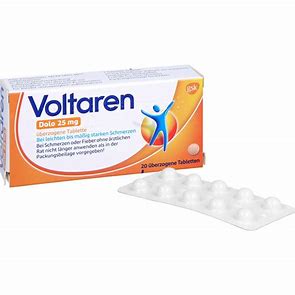 Voltaren
Dolo 25 mg
überzogene Tablette
Bei leichten bis mäßig starken Schmerzen
Bei Schmerzen oder Fieber ohne ärztlichen
Rat nicht länger anwenden als in der
Packungsbeilage vorgegeben!
gsk
20 überzogene Tabletten